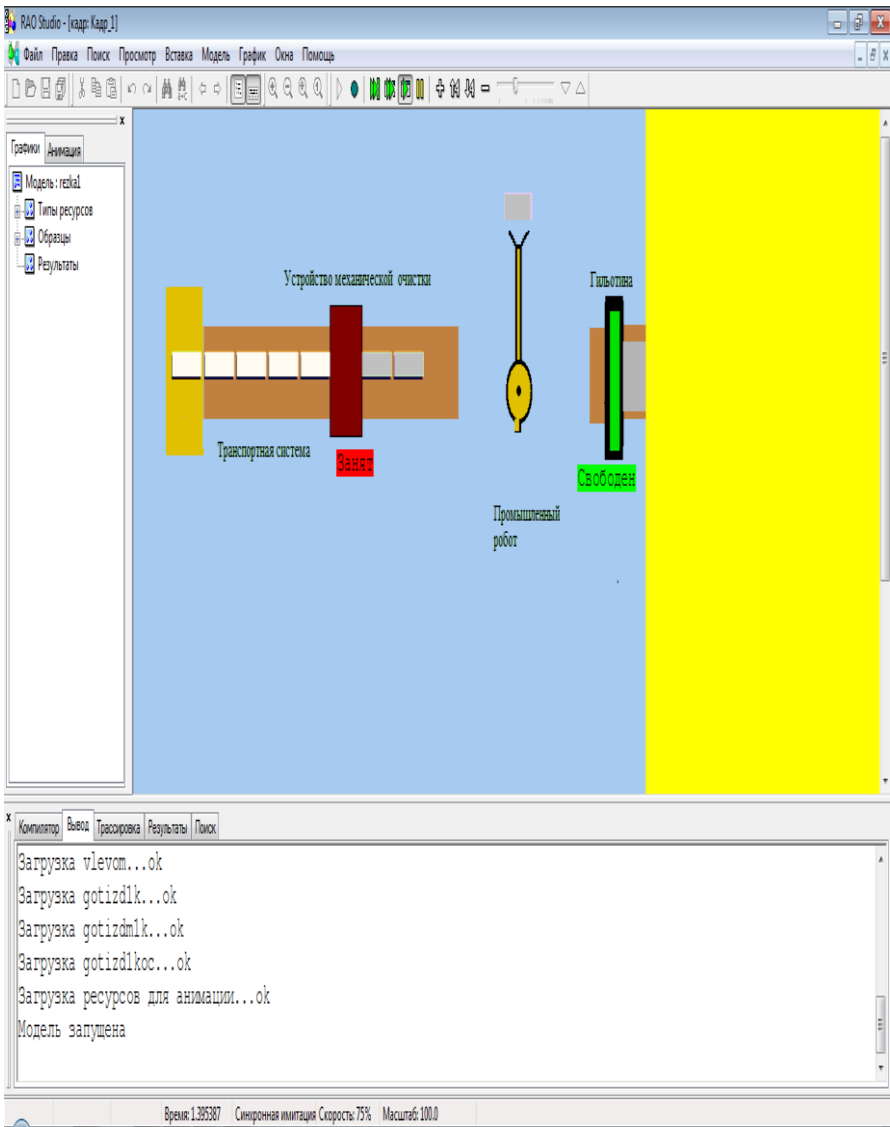 RAO Studio - [кадр: Кадр_1]
Файл Правка Поиск Просмотр Вставка Модель График Окна Помощь
Графики Анимация
Модель : rezka1
Типы ресурсов
Образцы
Результаты
Устройство механической очистки
Гильотина
Транспортная система
Занят
Свободен
Промышленный
робот
Компилятор Вывод Трассировка Результаты Поиск
Загрузка vlevom...ok
Загрузка gotizd1k...ok
Загрузка gotizdm1k...ok
Загрузка gotizd1koc...ok
Загрузка ресурсов для анимации...ok
Модель запущена
Время: 1.395387 Синхронная имитация Скорость: 75% Масштаб: 100.0